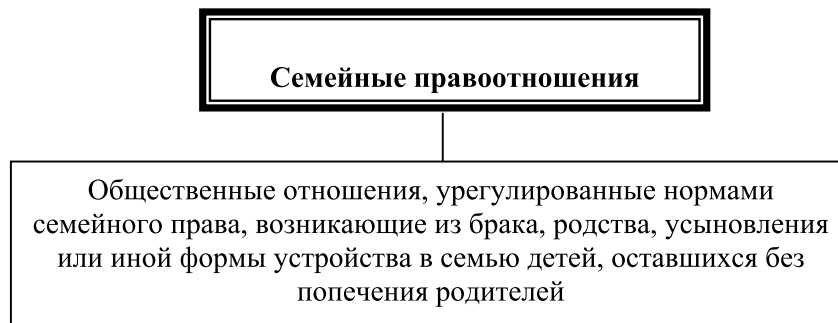 Семейные правоотношения
Общественные отношения, урегулированные нормами
семейного права, возникающие из брака, родства, усыновления
или иной формы устройства в семью детей, оставшихся без
попечения родителей